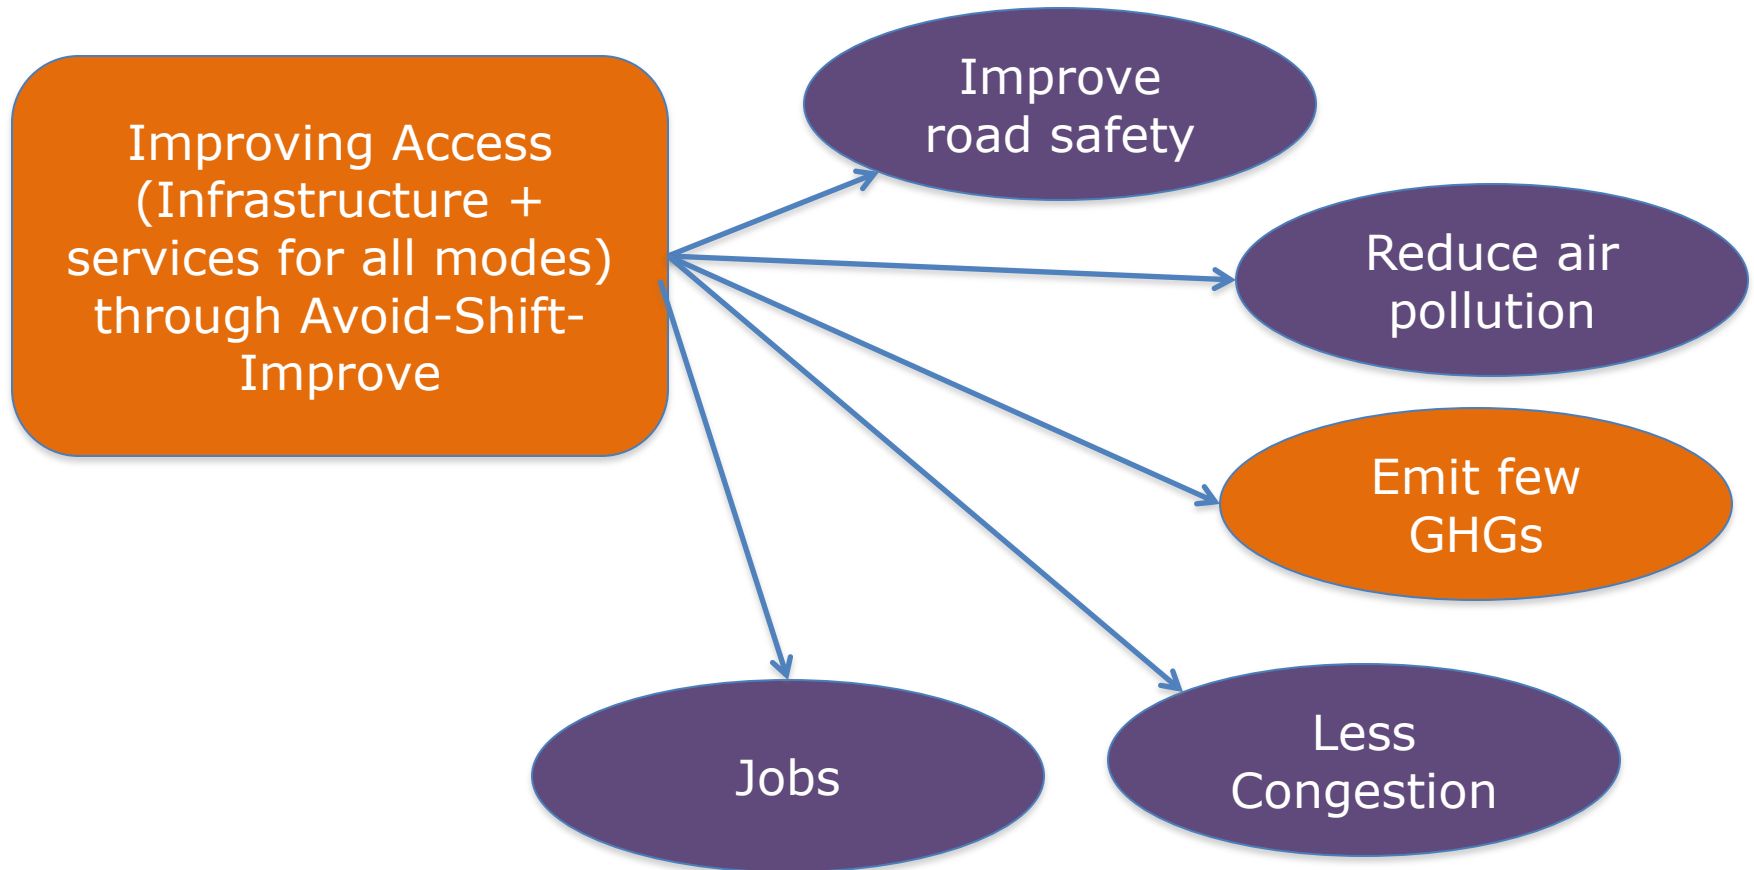 Improving Access
(Infrastructure +
services for all modes)
through Avoid-Shift-
Improve
Improve
road safety
Reduce air
pollution
Emit few
GHGs
Less
Congestion
Jobs